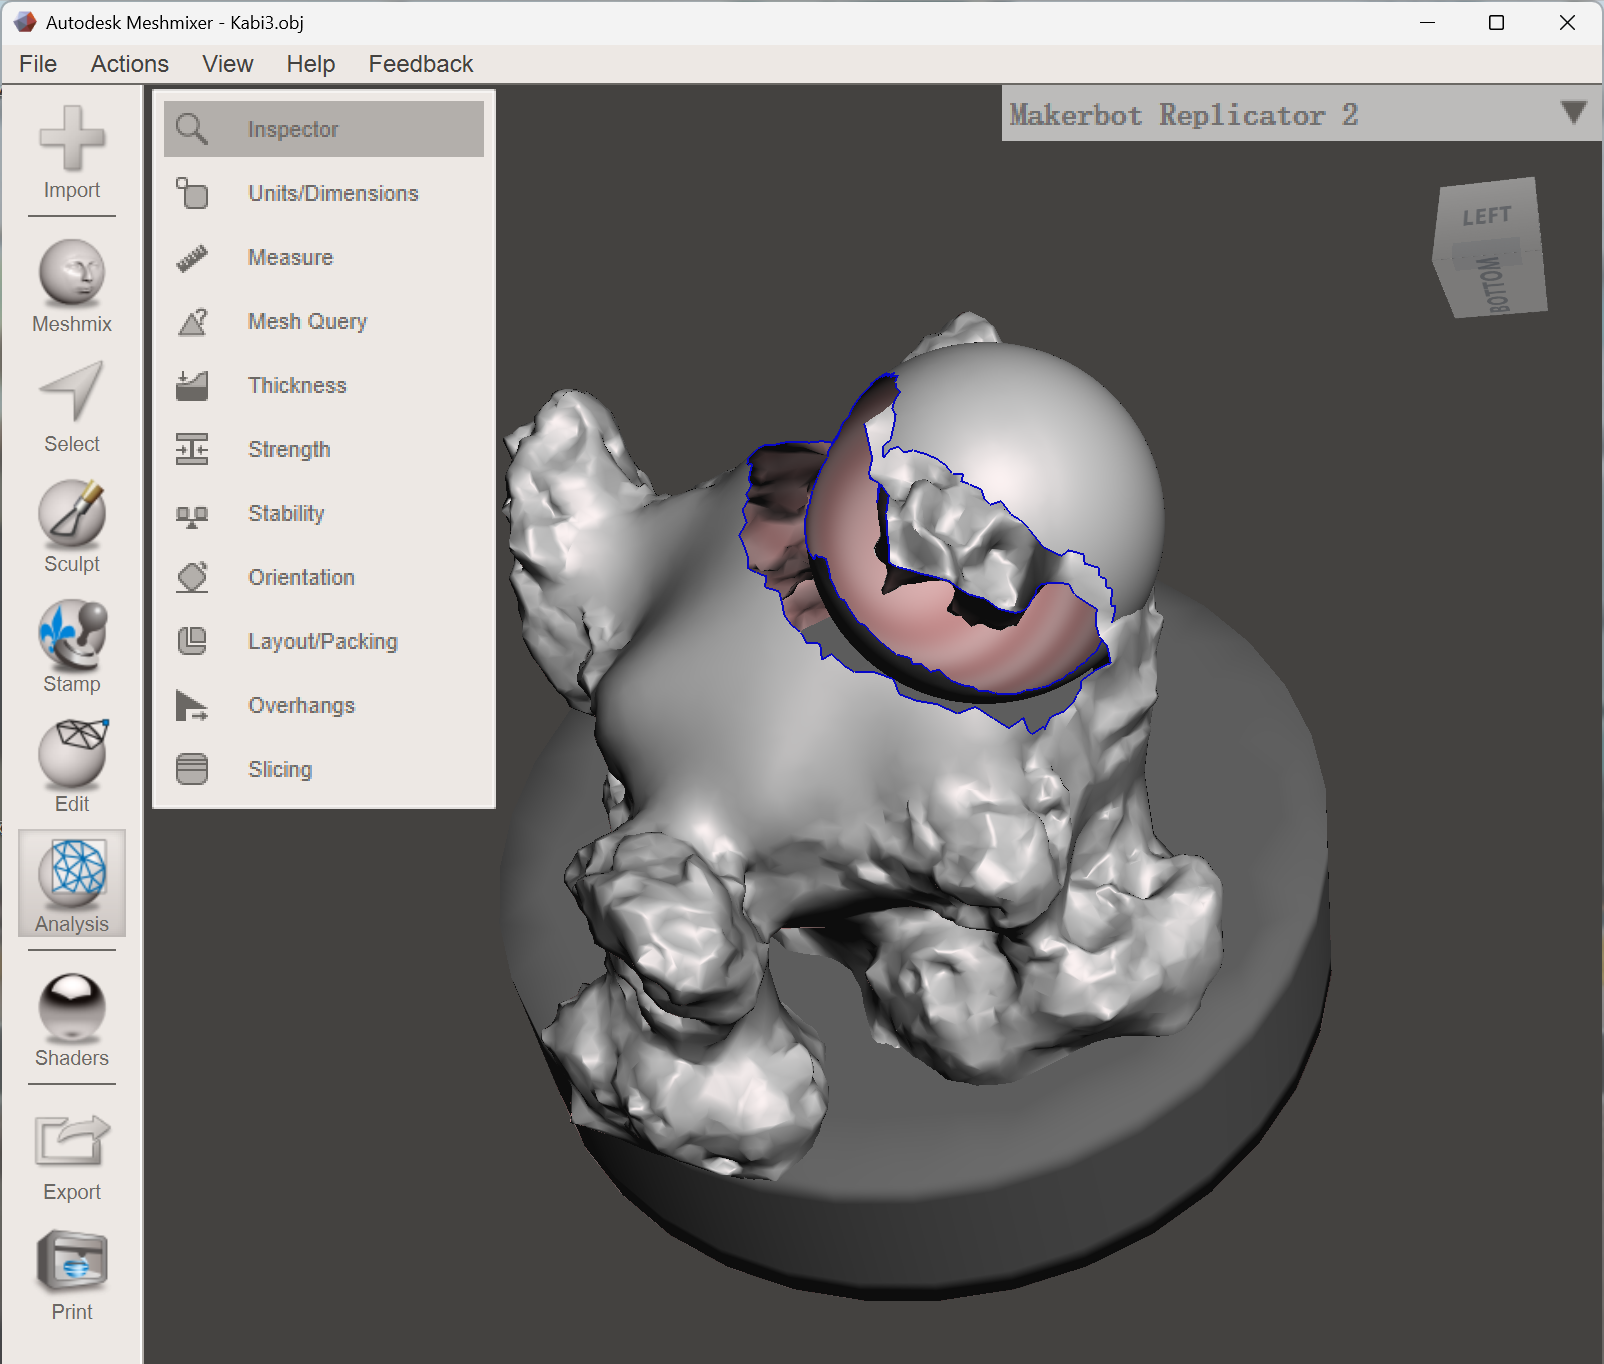 Autodesk Meshmixer - Kabi3.obj
File Actions View Help Feedback
Import
Meshmix
Select
Sculpt
Stamp
Edit
Analysis
Shaders
Export
Print
Inspector
Units/Dimensions
Measure
Mesh Query
Thickness
Strength
Stability
Orientation
Layout/Packing
Overhangs
Slicing
Makerbot Replicator 2
LEFT
BOTTOM